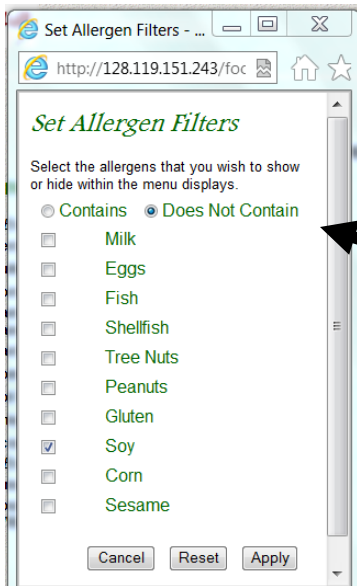 Set Allergen Filters - ...
http://128.119.151.243/foc
Set Allergen Filters
Select the allergens that you wish to show
or hide within the menu displays.
Contains Does Not Contain
Milk
Eggs
Fish
Shellfish
Tree Nuts
Peanuts
Gluten
Soy
Corn
Sesame
Cancel Reset Apply